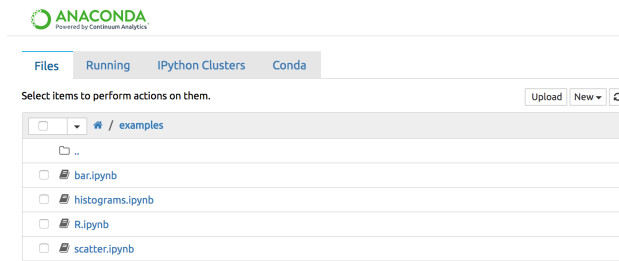 ANACONDA
Powered by Continuum Analytics
Files Running IPython Clusters Conda
Select items to perform actions on them.
Upload New
/ examples
..
bar.ipynb
histograms.ipynb
R.ipynb
scatter.ipynb